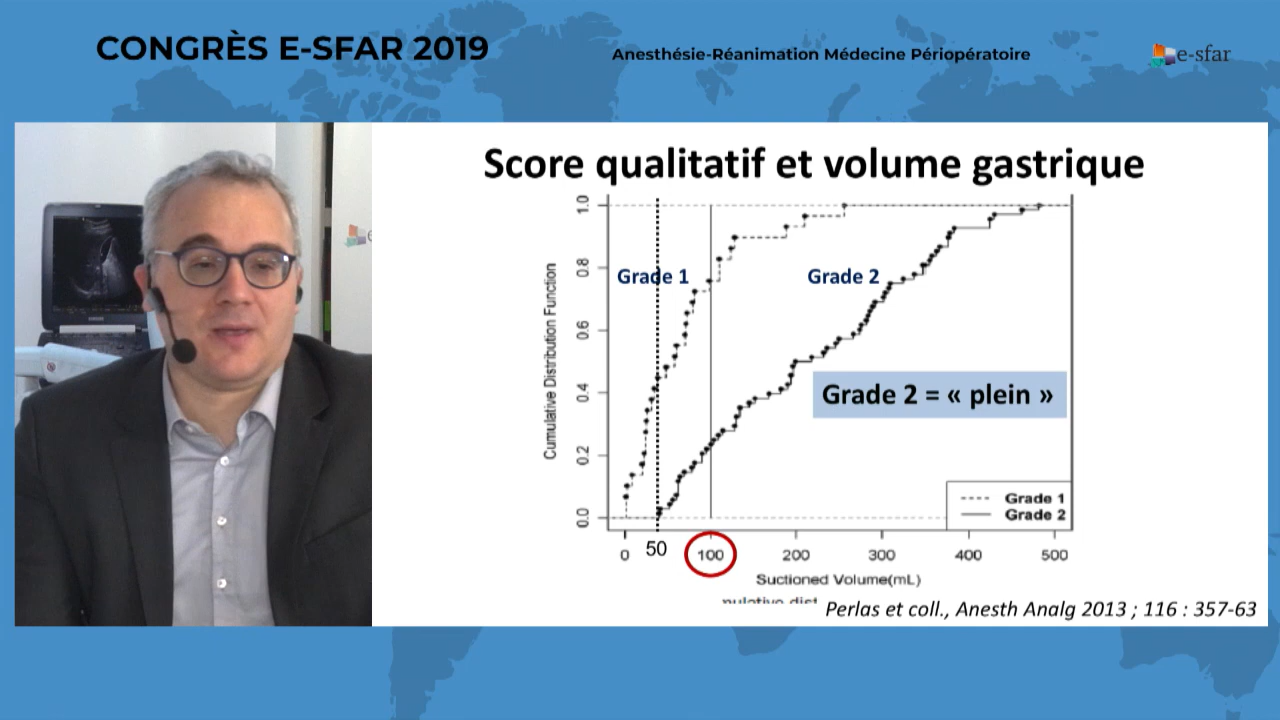 CONGRÈS E-SFAR 2019
Anesthésie-Réanimation Médecine Périopératoire
e-sfar
Score qualitatif et volume gastrique
Cumulative Distribution Function
1.0
0.8
0.6
0.4
0.2
0.0
Grade 1
Grade 2
Grade 2 = « plein »
Grade 1
Grade 2
0
50
100
200
300
400
500
Suctioned Volume(mL)
Perlas et coll., Anesth Analg 2013 ; 116 : 357-63